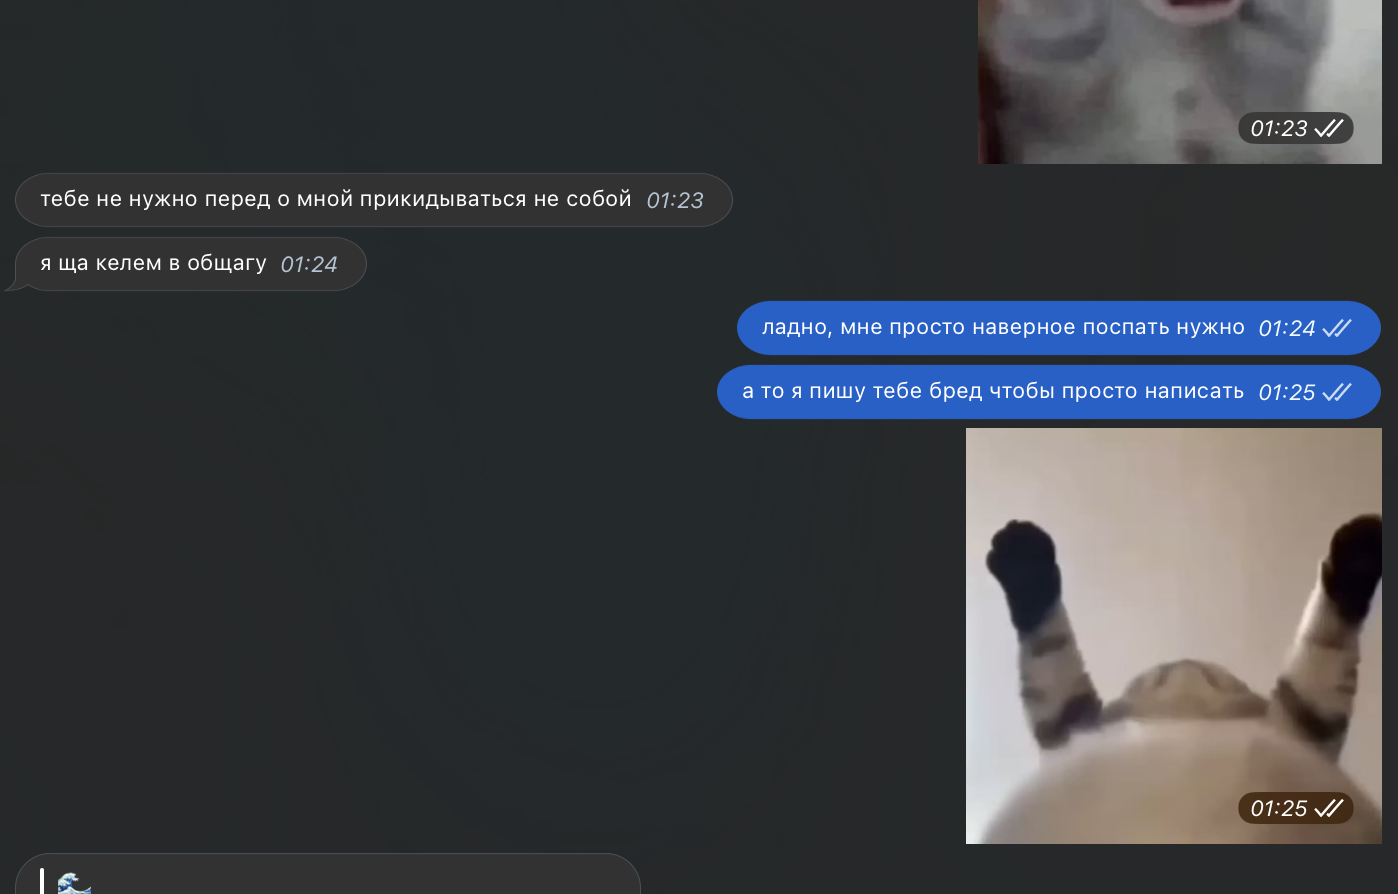 01:23
тебе не нужно перед о мной прикидываться не собой 01:23
я ща келем в общагу 01:24
ладно, мне просто наверное поспать нужно 01:24
а то я пишу тебе бред чтобы просто написать 01:25
01:25